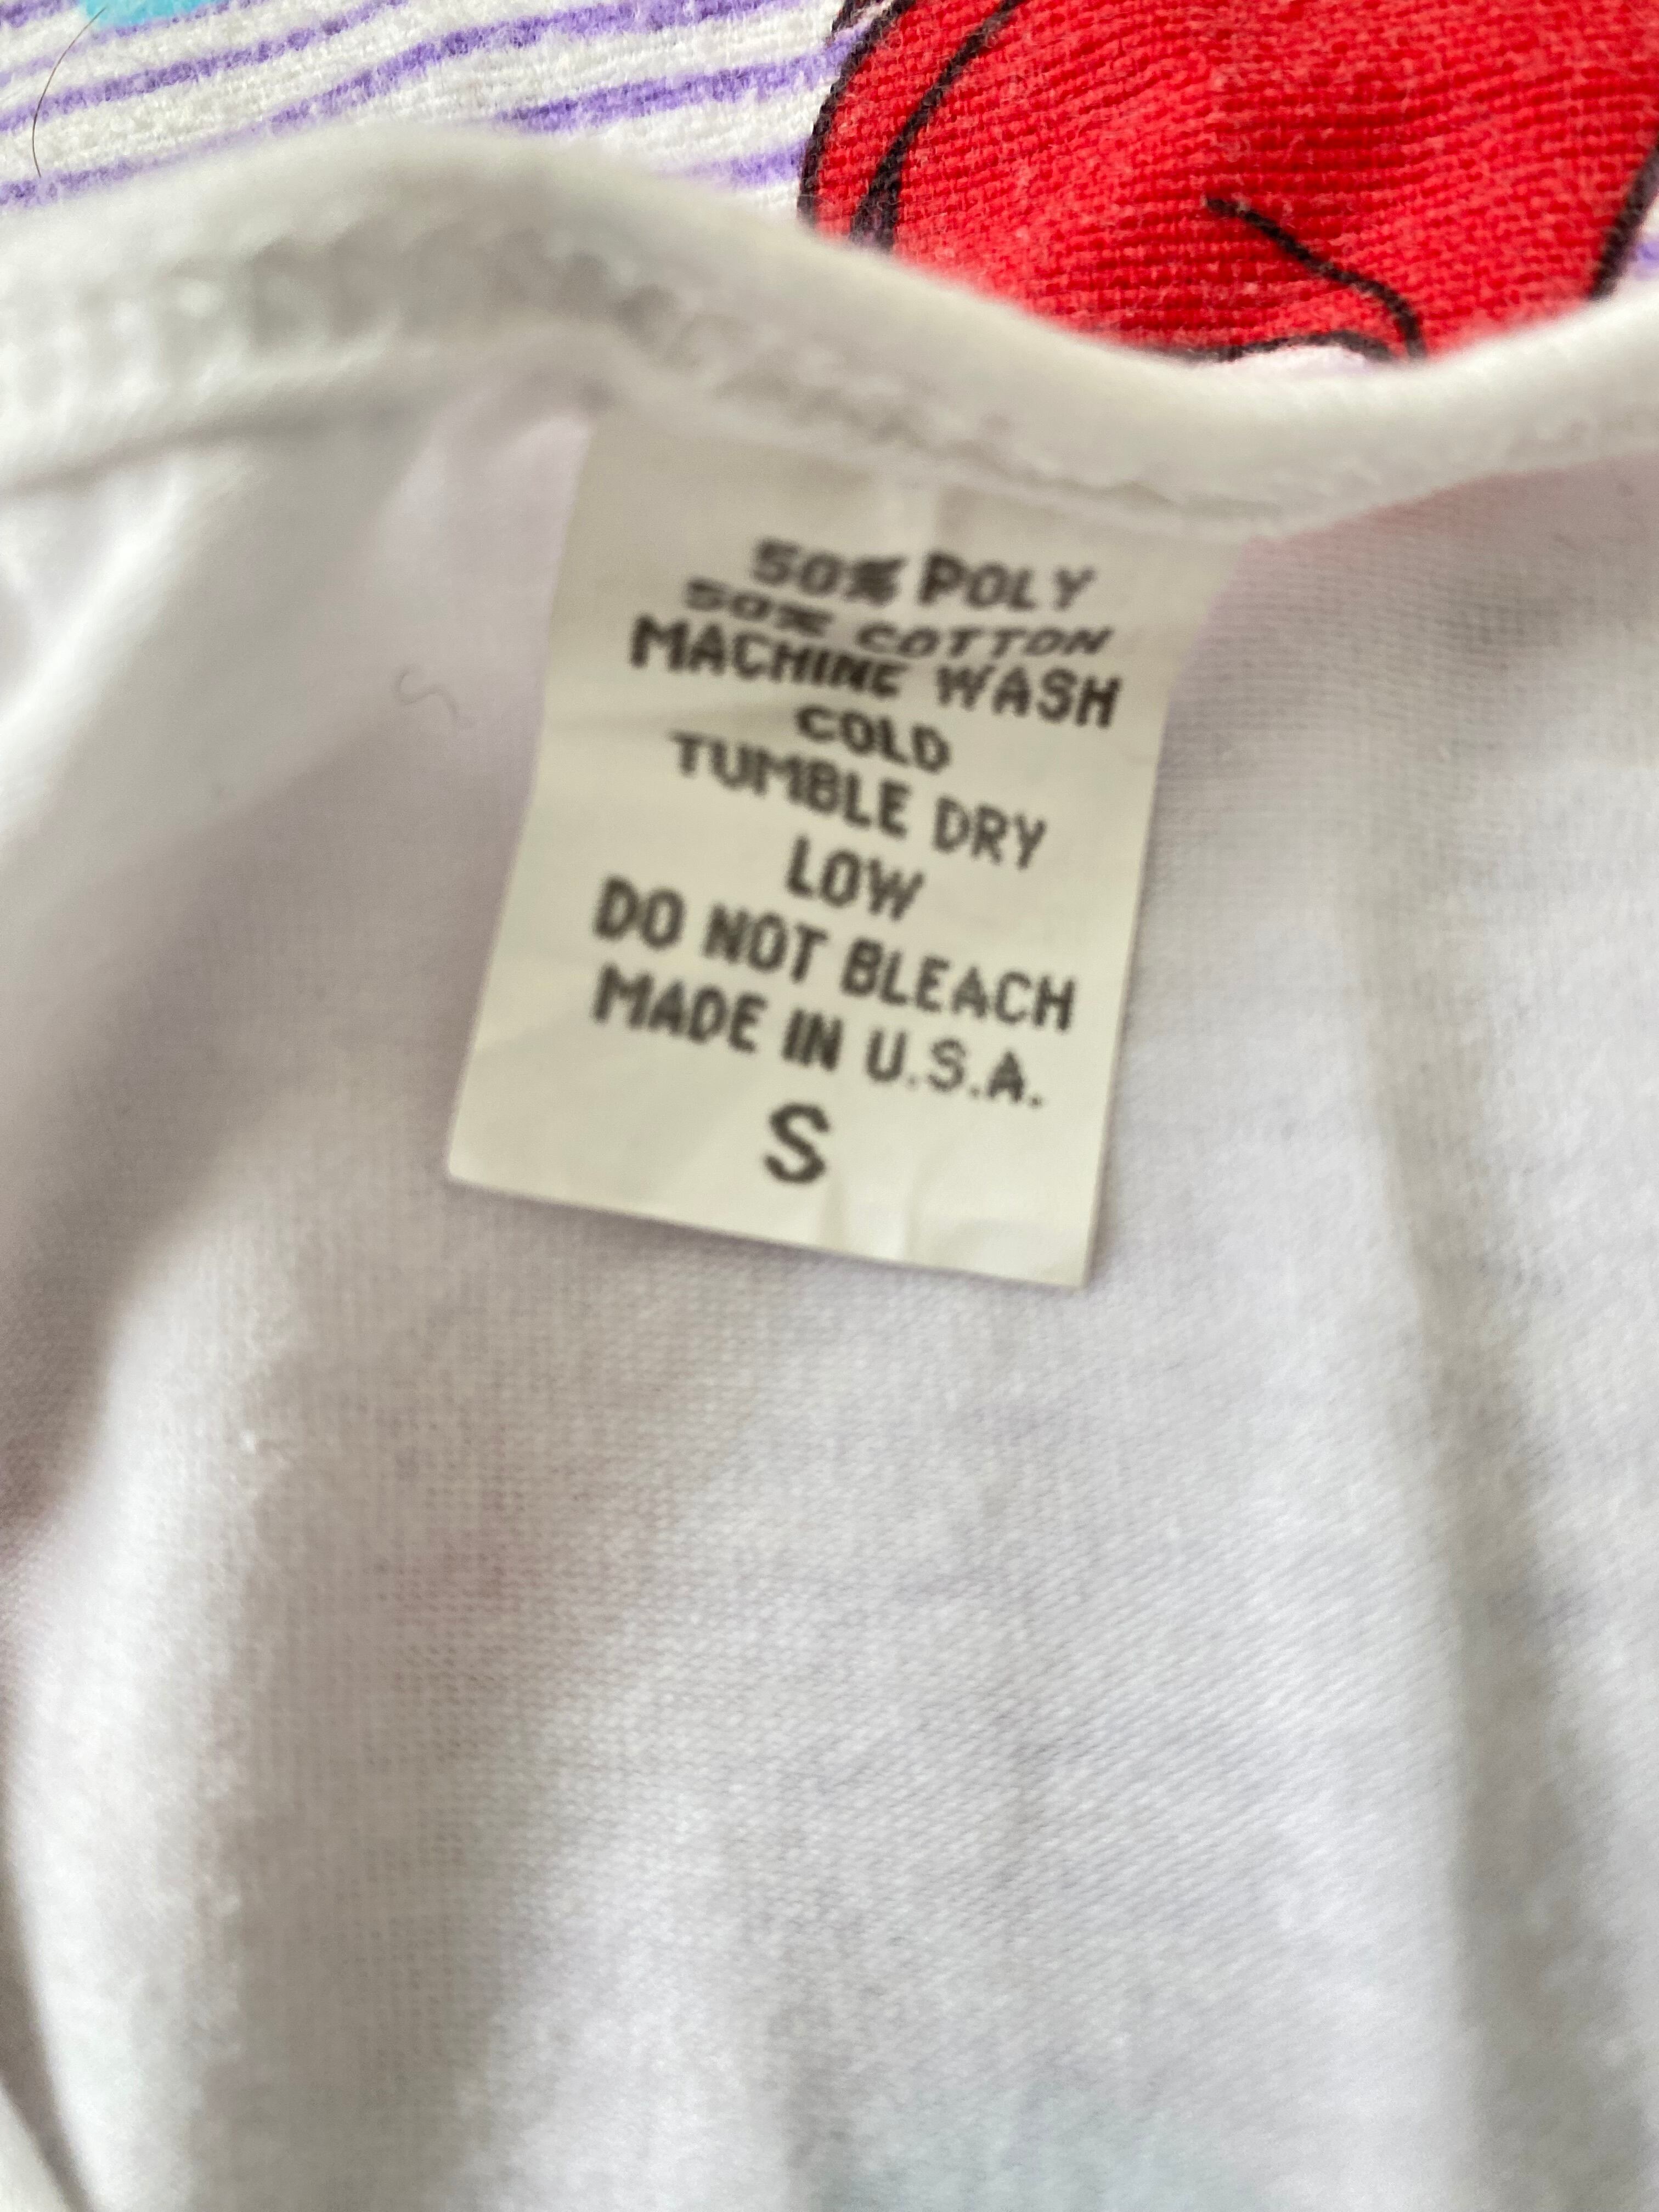 50% POLY
50% COTTON
MACHINE WASH
COLD
TUMBLE DRY
LOW
DO NOT BLEACH
MADE IN U.S.A.
S